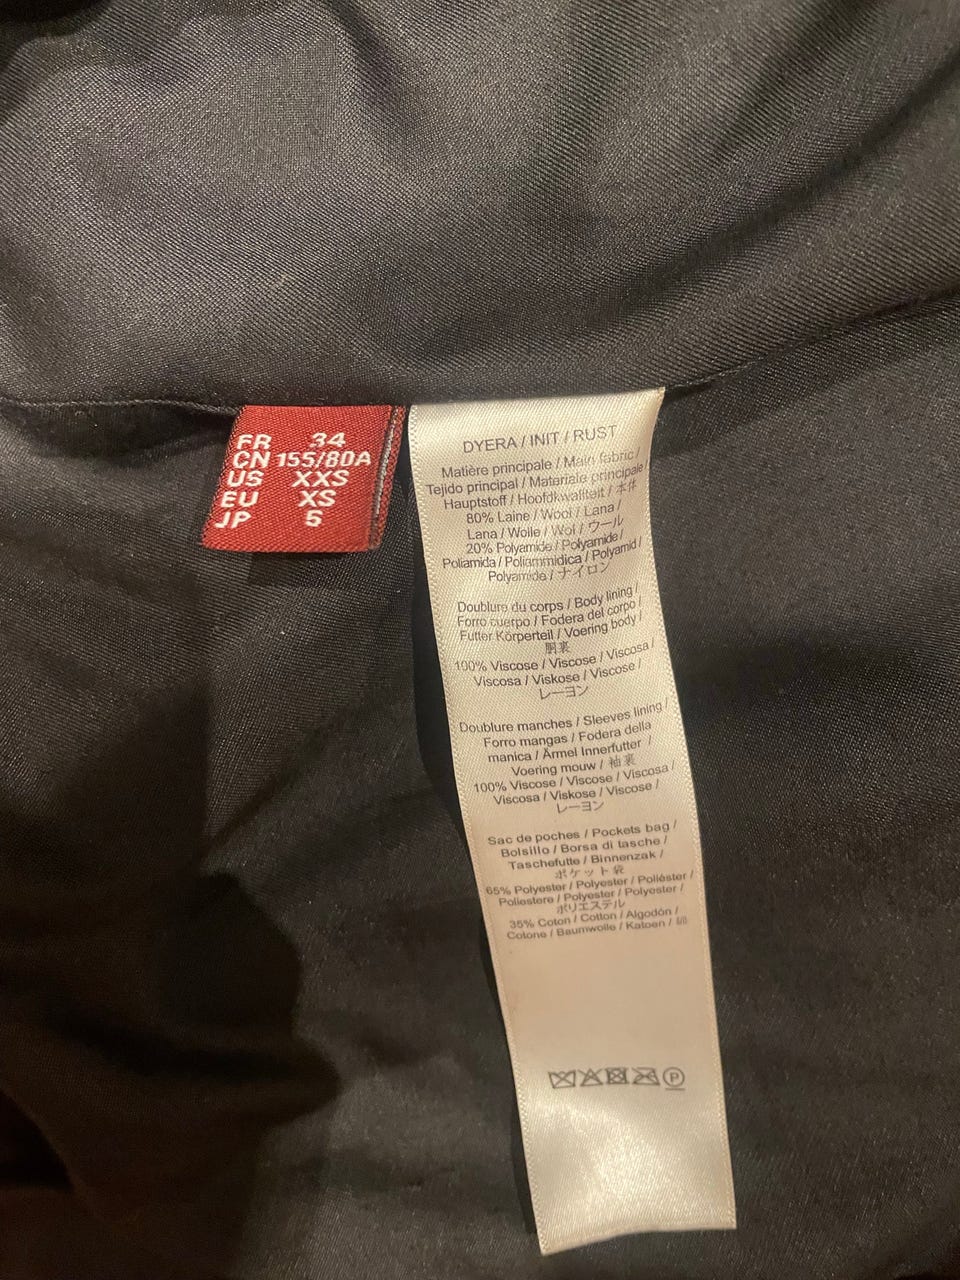 FR 34
CN 155/80A
US XXS
EU XS
JP 5
DYERA / INIT / RUST
Matière principale / Main fabric /
Tejido principal / Materiale principale /
Hauptstoff / Hoofdkwaliteit / 本体
80% Laine / Wool / Lana /
Lana / Wolle / Wol / ウール
20% Polyamide / Polyamide /
Poliamida / Poliammidica / Polyamid /
Polyamide / ナイロン
Doublure du corps / Body lining /
Forro cuerpo / Fodera del corpo /
Futter Körperteil / Voering body /
胴裏
100% Viscose / Viscose / Viscosa /
Viscosa / Viskose / Viscose /
レーヨン
Doublure manches / Sleeves lining /
Forro mangas / Fodera della
manica / Ärmel Innerfutter /
Voering mouw / 袖裏
100% Viscose / Viscose / Viscosa /
Viscosa / Viskose / Viscose /
レーヨン
Sac de poches / Pockets bag /
Bolsillo / Borsa di tasche /
Taschefutte / Binnenzak /
ポケット袋
65% Polyester / Polyester / Poliéster /
Poliestere / Polyester / Polyester /
ポリエステル
35% Coton / Cotton / Algodón /
Cotone / Baumwolle / Katoen /
P